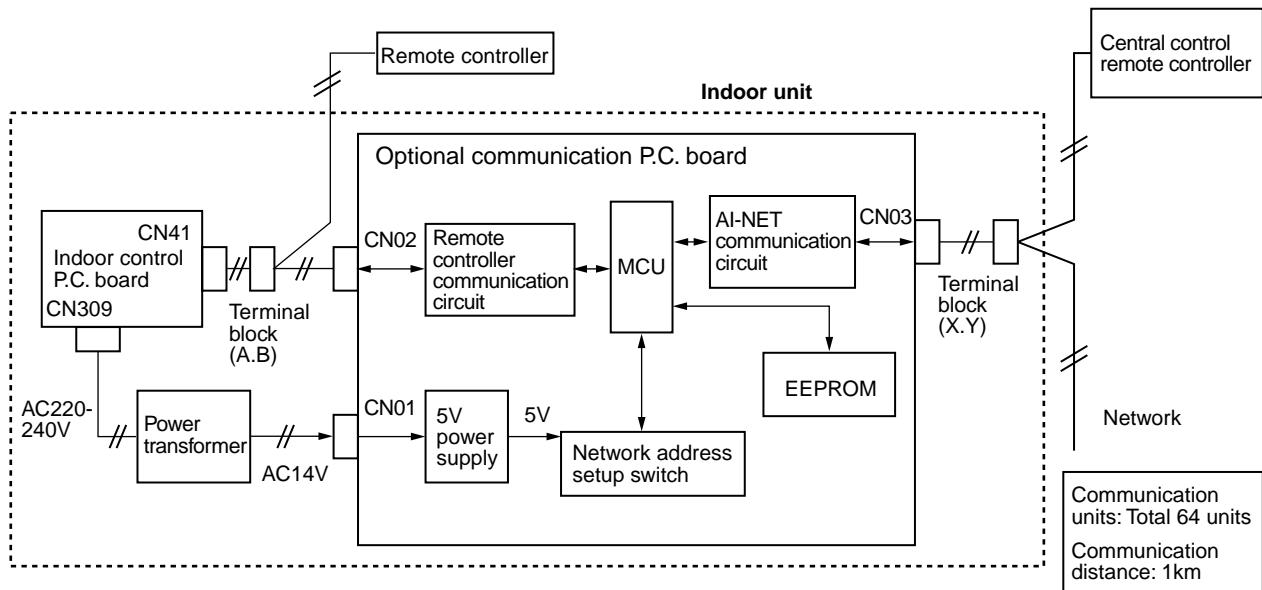 Remote controller
Central control
remote controller
Indoor unit
Optional communication P.C. board
CN41
Indoor control
P.C. board
CN309
Terminal
block
(A.B)
CN02
Remote
controller
communication
circuit
MCU
AI-NET
communication
circuit
CN03
Terminal
block
(X.Y)
EEPROM
AC220-
240V
Power
transformer
AC14V
CN01
5V
power
supply
5V
Network address
setup switch
Network
Communication
units: Total 64 units
Communication
distance: 1km